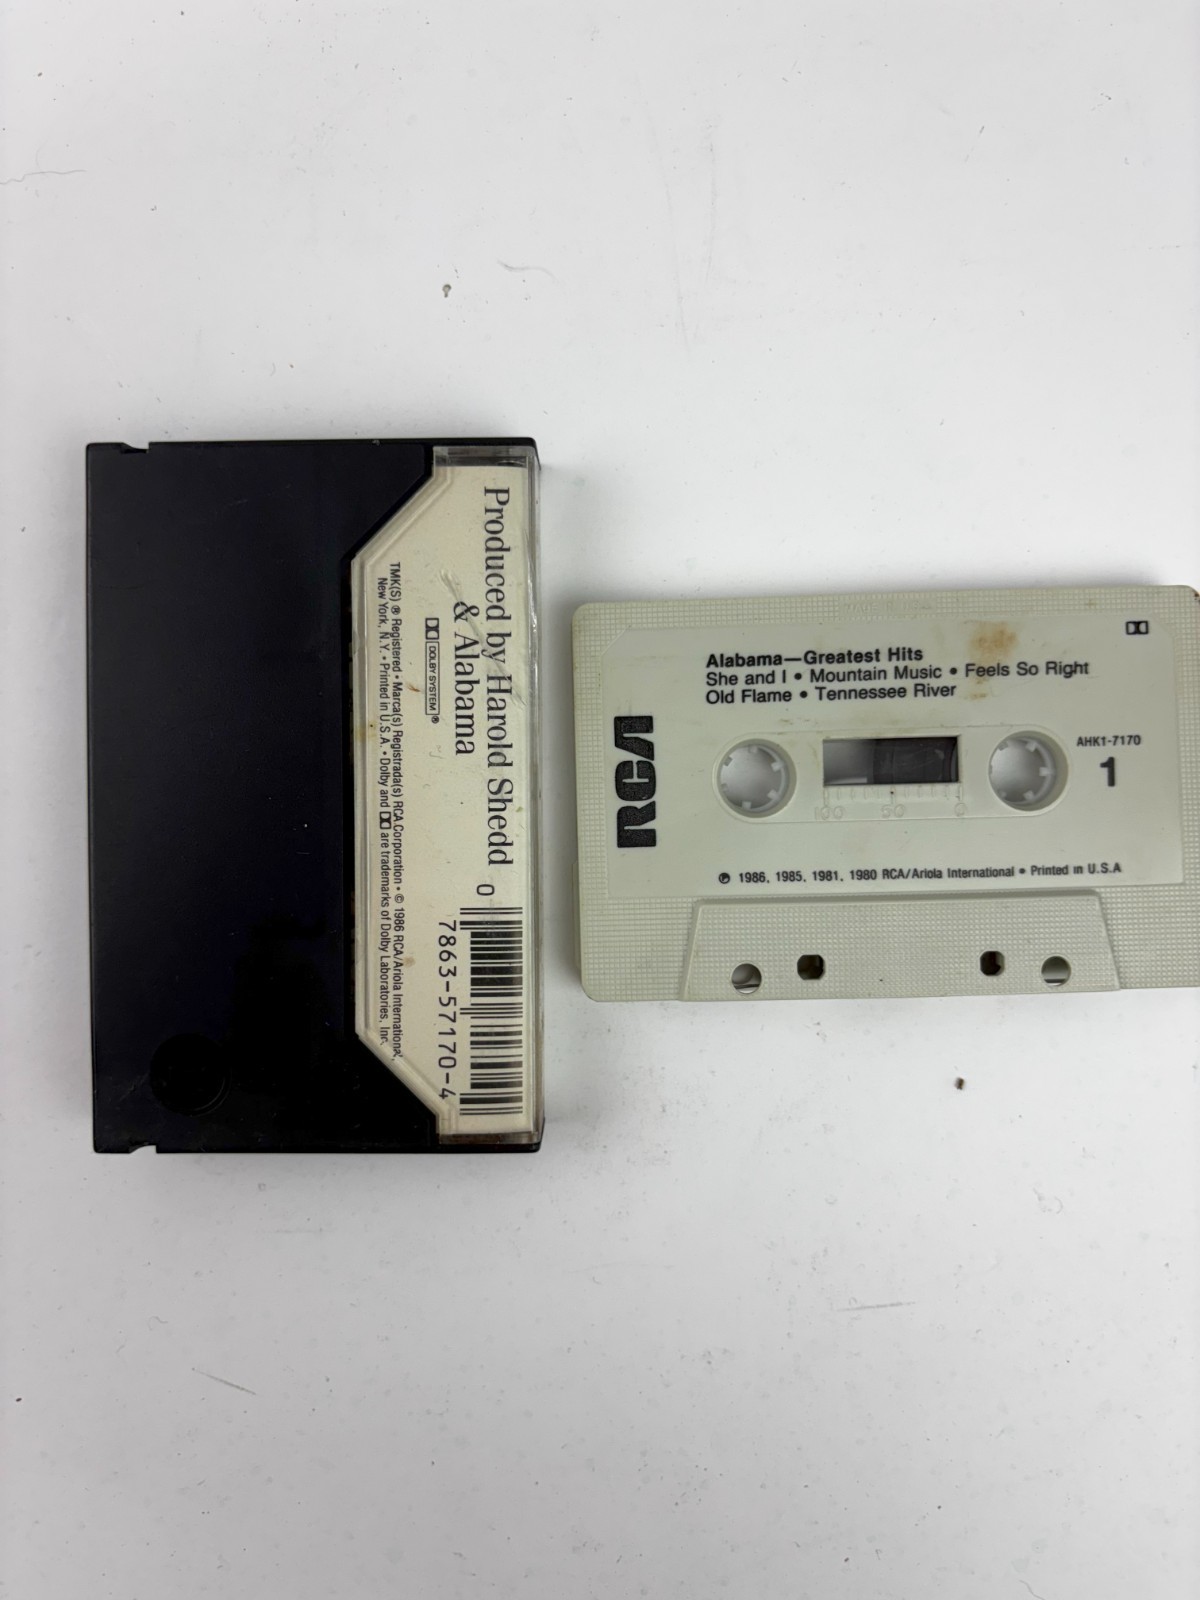 Produced by Harold Shedd
& Alabama
DOLBY SYSTEM®
TMK(S) ® Registered • Marca(s) Registrada(s) RCA Corporation • © 1986 RCA/Ariola International,
New York, N.Y. • Printed in U.S.A. • Dolby and are trademarks of Dolby Laboratories, Inc.
0
7863-57170-4
Alabama—Greatest Hits
She and I • Mountain Music • Feels So Right
Old Flame • Tennessee River
RCA
AHK1-7170
1
100 50 0
℗ 1986, 1985, 1981, 1980 RCA/Ariola International • Printed in U.S.A